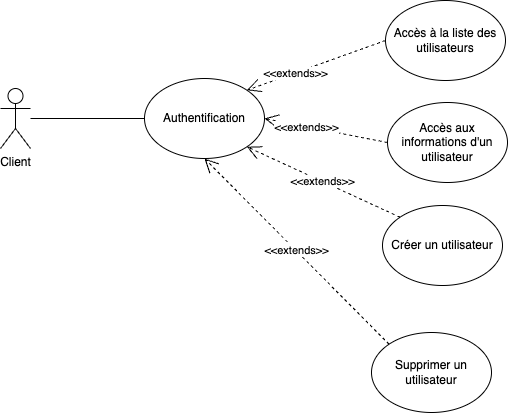 Accès à la liste des
utilisateurs
<<extends>>
Authentification
Accès aux
informations d'un
utilisateur
<<extends>>
Client
<<extends>>
Créer un utilisateur
<<extends>>
Supprimer un
utilisateur